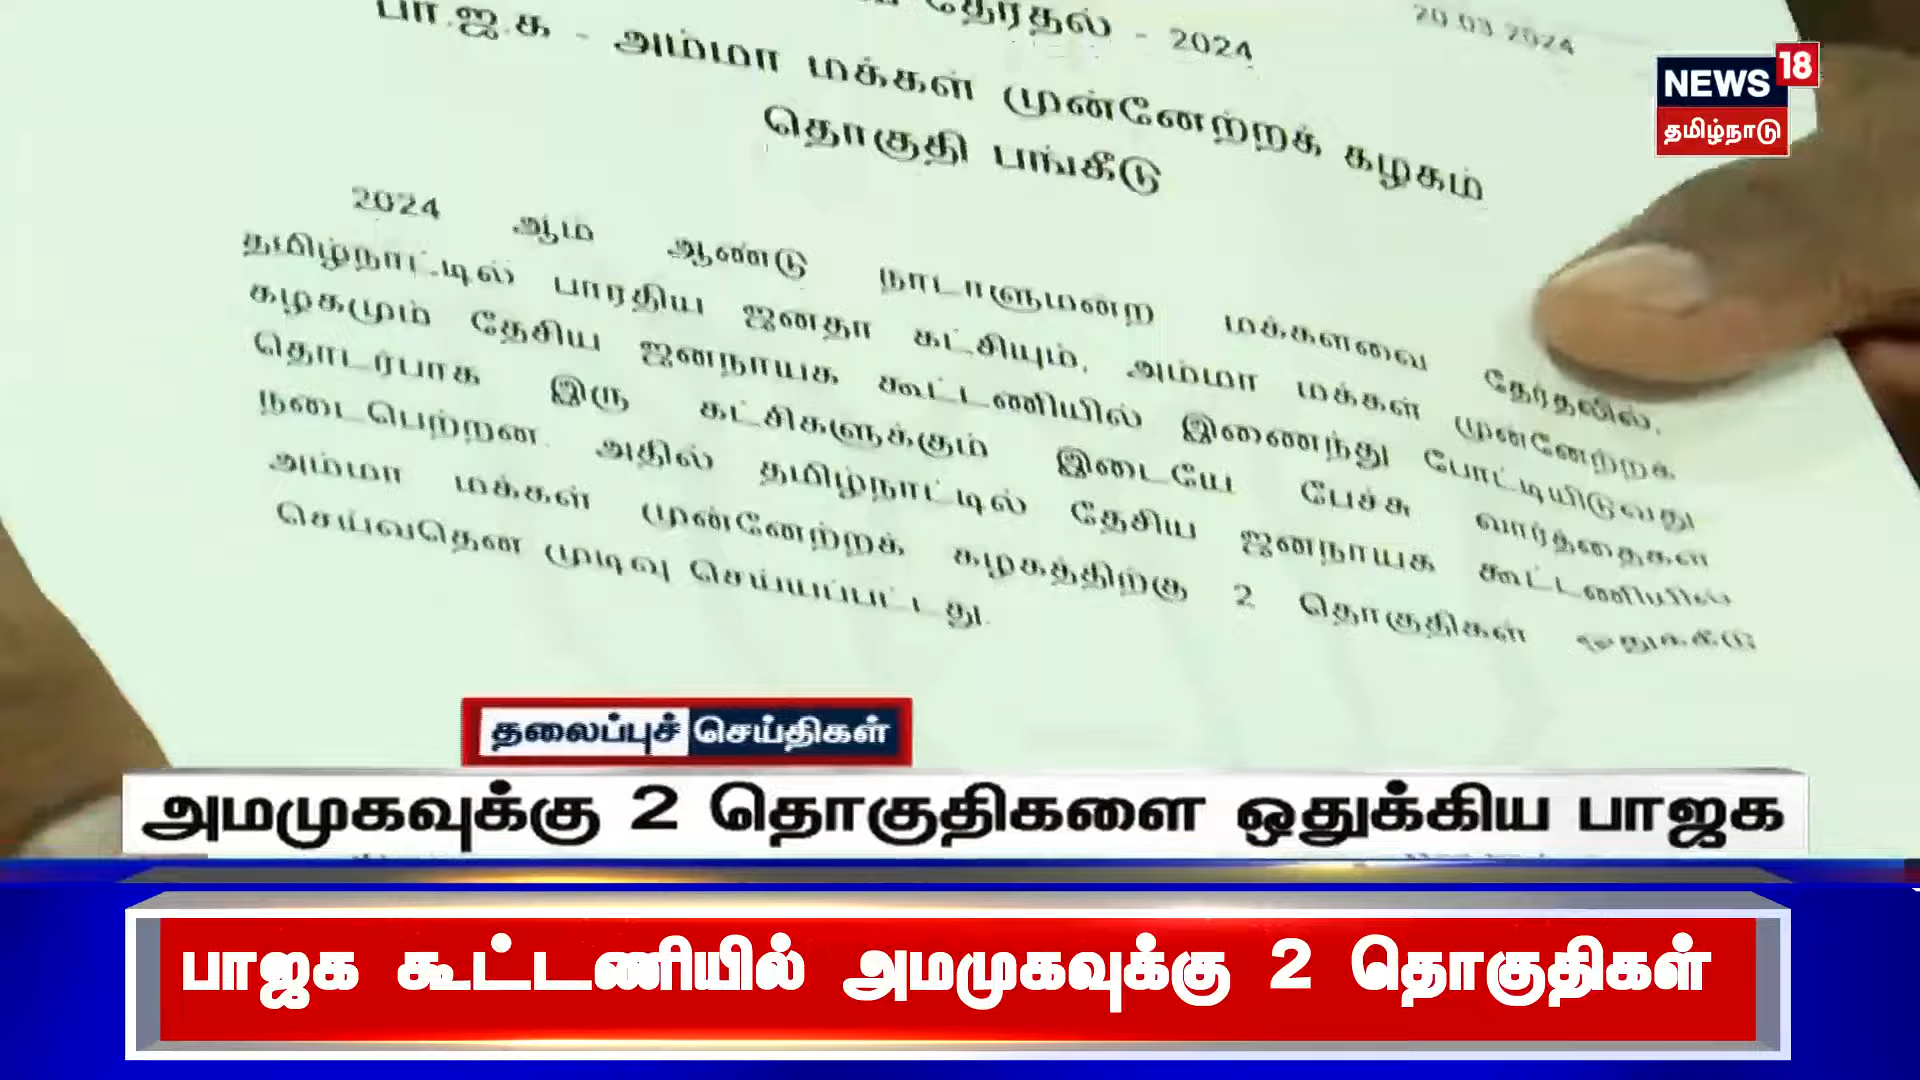 தேர்தல் - 2024
20.03.2024
பா.ஜ.க - அம்மா மக்கள் முன்னேற்றக் கழகம்
தொகுதி பங்கீடு
NEWS 18
தமிழ்நாடு
2024 ஆம் ஆண்டு நாடாளுமன்ற மக்களவை தேர்தலில்,
தமிழ்நாட்டில் பாரதிய ஜனதா கட்சியும், அம்மா மக்கள் முன்னேற்றக்
கழகமும் தேசிய ஜனநாயக கூட்டணியில் இணைந்து போட்டியிடுவது
தொடர்பாக இரு கட்சிகளுக்கும் இடையே பேச்சு வார்த்தைகள்
நடைபெற்றன. அதில் தமிழ்நாட்டில் தேசிய ஜனநாயக கூட்டணியில்
அம்மா மக்கள் முன்னேற்றக் கழகத்திற்கு 2 தொகுதிகள் ஒதுக்கீடு
செய்வதென முடிவு செய்யப்பட்டது.
தலைப்புச் செய்திகள்
அமமுகவுக்கு 2 தொகுதிகளை ஒதுக்கிய பாஜக
பாஜக கூட்டணியில் அமமுகவுக்கு 2 தொகுதிகள்